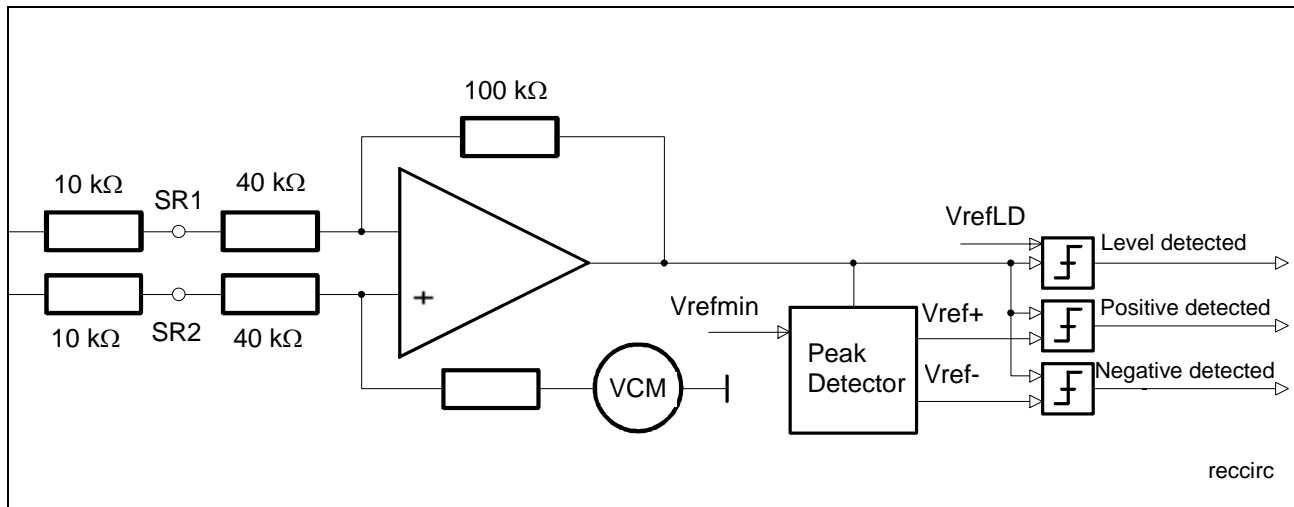 100 kΩ
10 kΩ
SR1
40 kΩ
10 kΩ
SR2
40 kΩ
+
VCM
Vrefmin
Peak
Detector
Vref+
Vref-
VrefLD
Level detected
Positive detected
Negative detected
reccirc